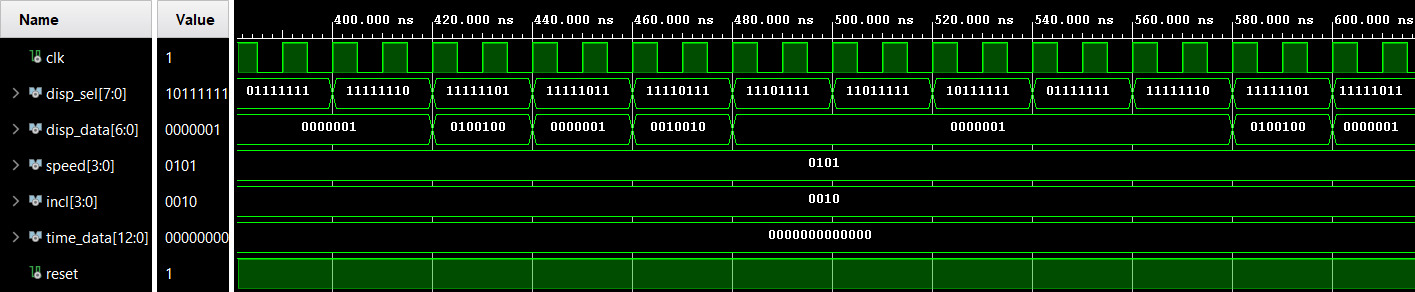 Name Value 400.000 ns 420.000 ns 440.000 ns 460.000 ns 480.000 ns 500.000 ns 520.000 ns 540.000 ns 560.000 ns 580.000 ns 600.000 ns
clk 1
disp_sel[7:0] 10111111 01111111 11111110 11111101 11111011 11110111 11101111 11011111 10111111 01111111 11111110 11111101 11111011
disp_data[6:0] 0000001 0000001 0100100 0000001 0010010 0000001 0100100 0000001
speed[3:0] 0101 0101
incl[3:0] 0010 0010
time_data[12:0] 00000000 0000000000000
reset 1